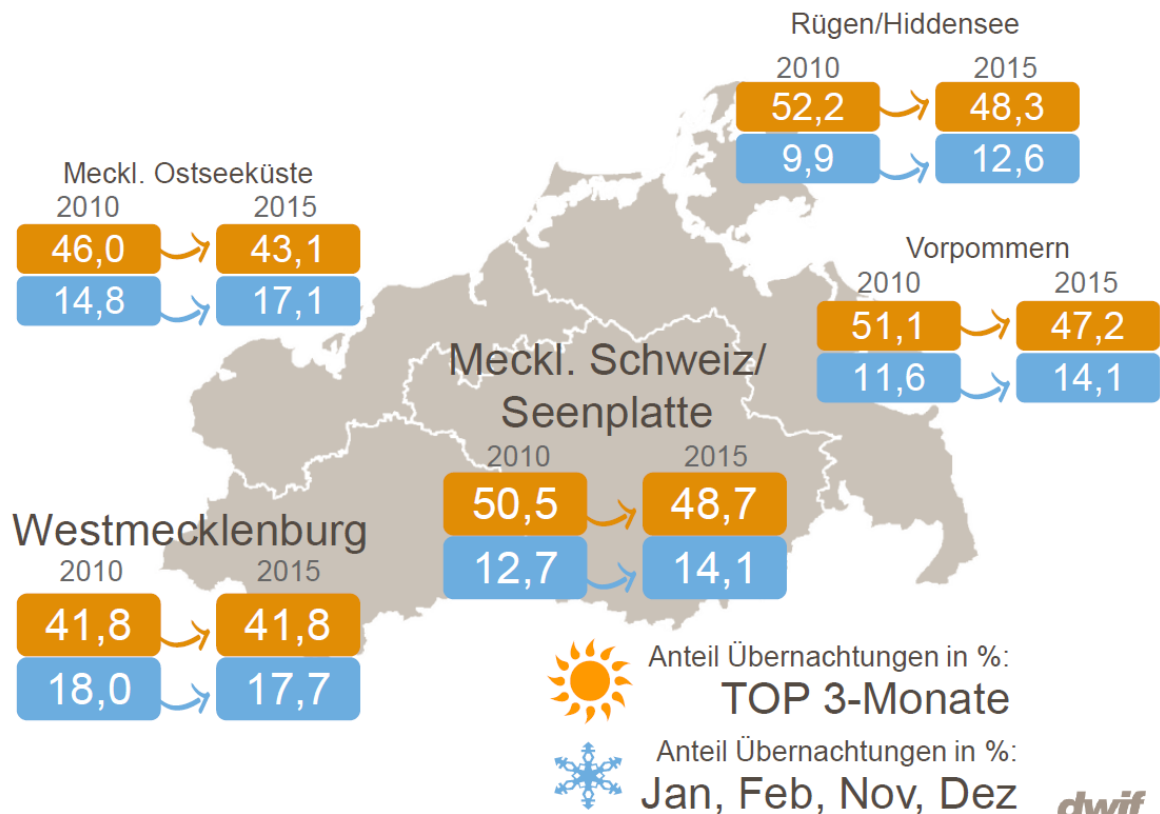 Rügen/Hiddensee
2010 2015
52,2 48,3
9,9 12,6
Meckl. Ostseeküste
2010 2015
46,0 43,1
14,8 17,1
Vorpommern
2010 2015
51,1 47,2
11,6 14,1
Meckl. Schweiz/
Seenplatte
2010 2015
50,5 48,7
12,7 14,1
Westmecklenburg
2010 2015
41,8 41,8
18,0 17,7
Anteil Übernachtungen in %:
TOP 3-Monate
Anteil Übernachtungen in %:
Jan, Feb, Nov, Dez
dwif